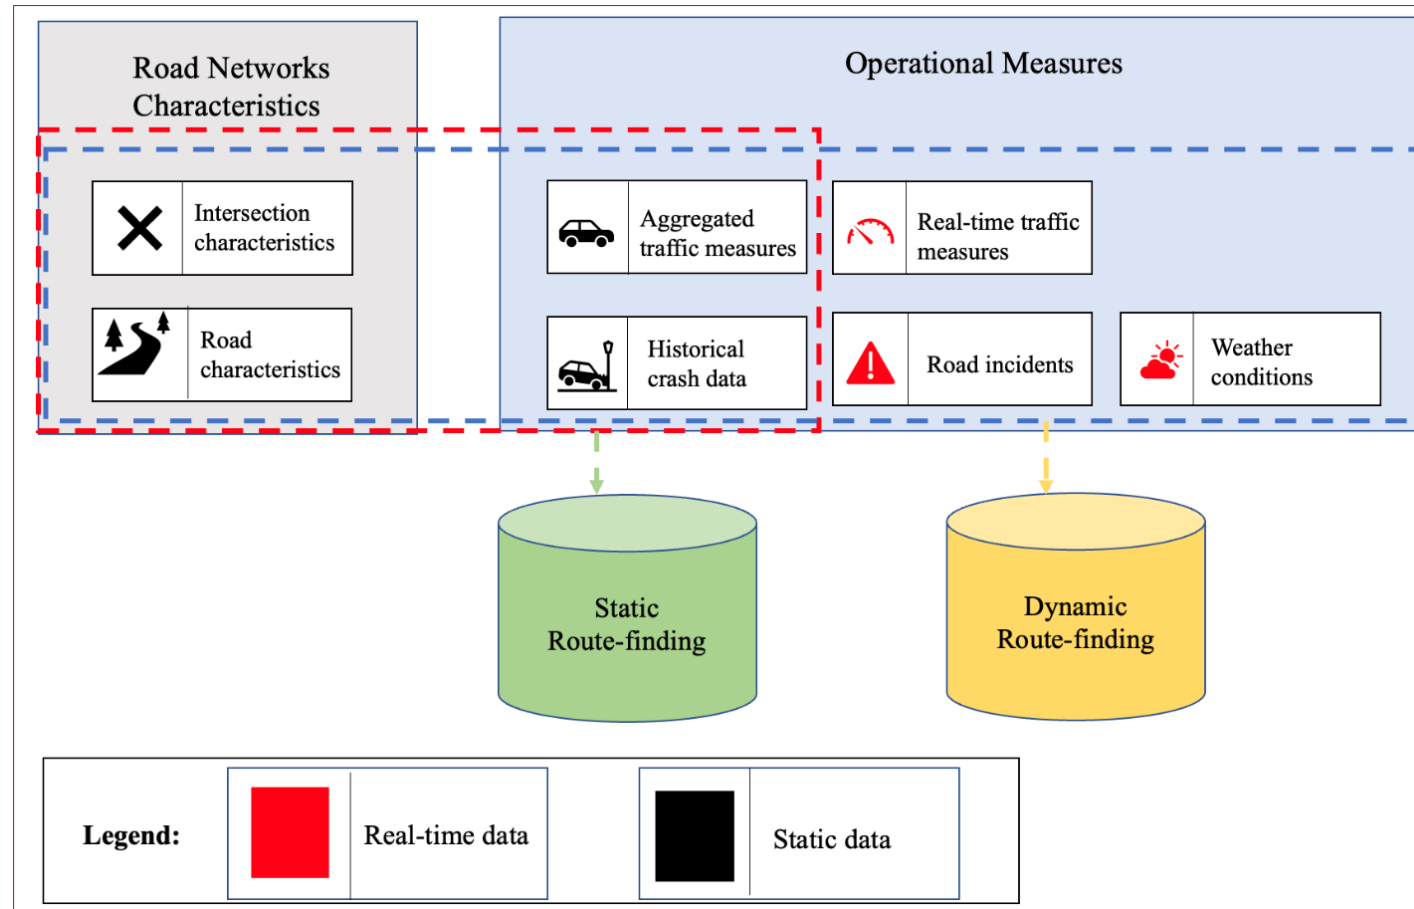 Road Networks
Characteristics
Operational Measures
Intersection
characteristics
Aggregated
traffic measures
Real-time traffic
measures
Road
characteristics
Historical
crash data
Road incidents
Weather
conditions
Static
Route-finding
Dynamic
Route-finding
Legend:
Real-time data
Static data